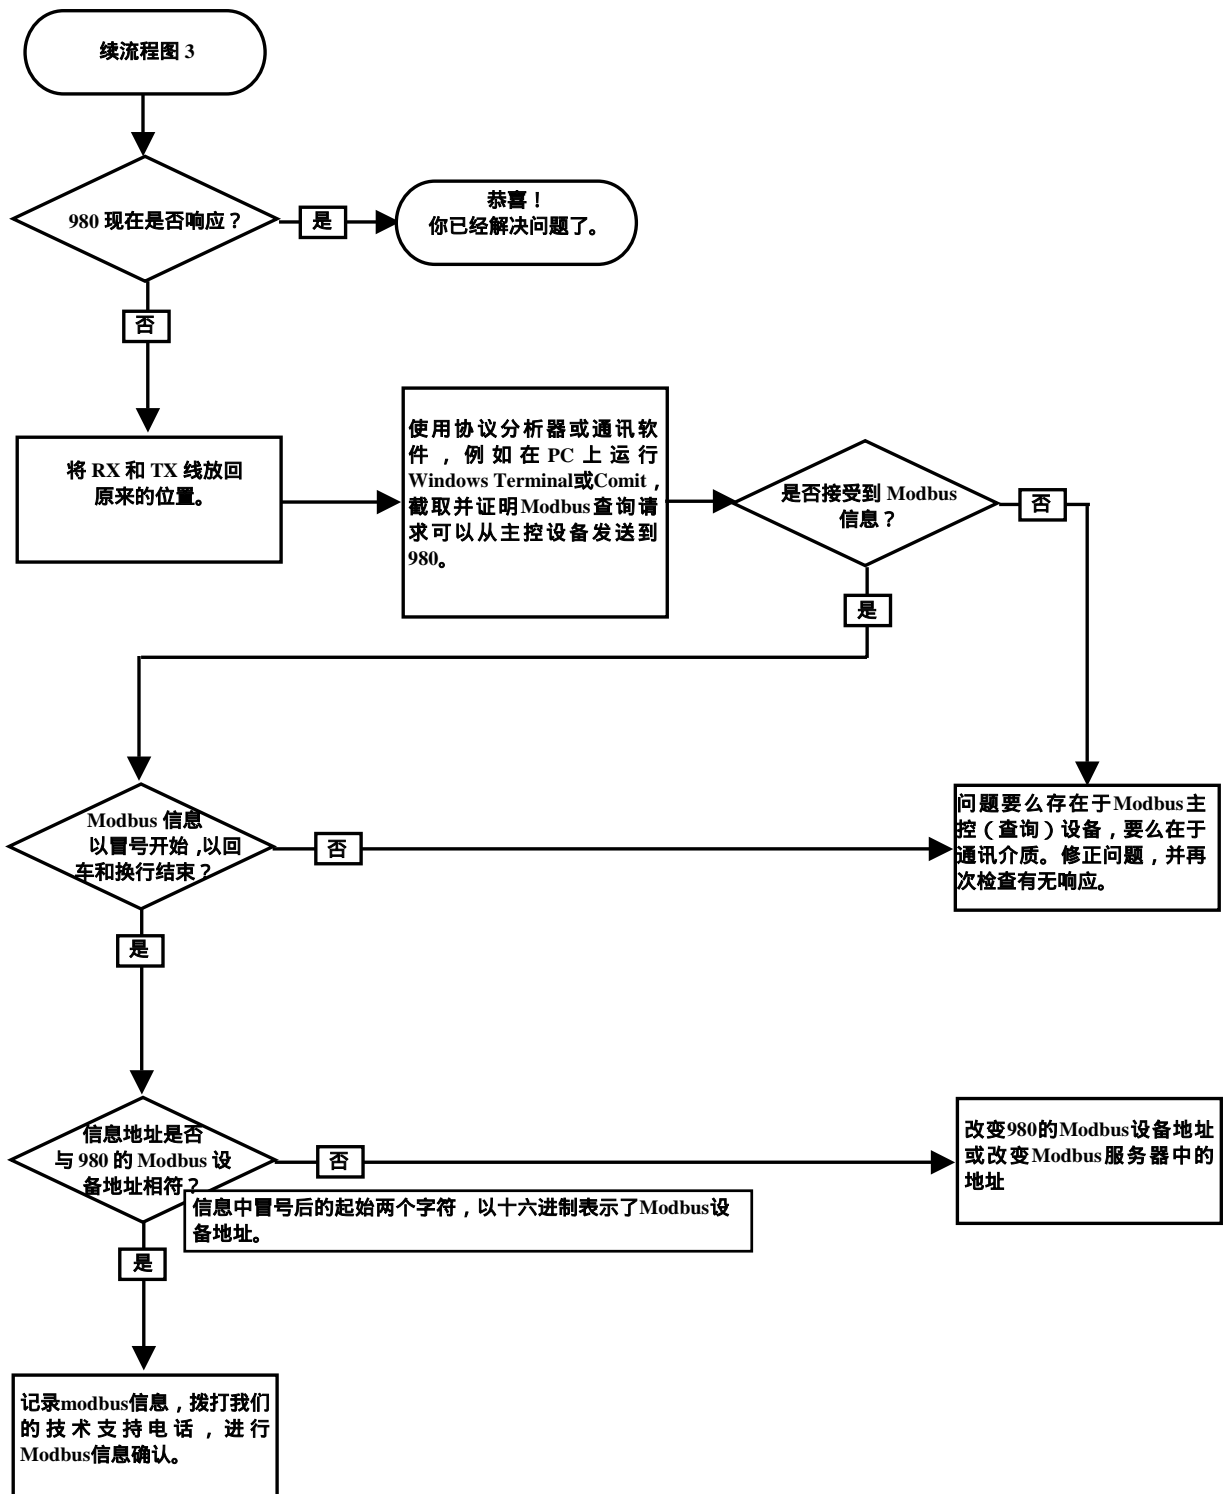 续流程图 3
980 现在是否响应？
是
恭喜！
你已经解决问题了。
否
将 RX 和 TX 线放回
原来的位置。
使用协议分析器或通讯软
件，例如在 PC 上运行
Windows Terminal或Comit，
截取并证明Modbus查询请
求可以从主控设备发送到
980。
是否接受到 Modbus
信息？
否
是
Modbus 信息
以冒号开始，以回
车和换行结束？
否
问题要么存在于Modbus主
控（查询）设备，要么在于
通讯介质。修正问题，并再
次检查有无响应。
是
信息地址是否
与 980 的 Modbus 设
备地址相符？
否
改变980的Modbus设备地址
或改变Modbus服务器中的
地址
信息中冒号后的起始两个字符，以十六进制表示了Modbus设
备地址。
是
记录modbus信息，拨打我们
的技术支持电话，进行
Modbus信息确认。